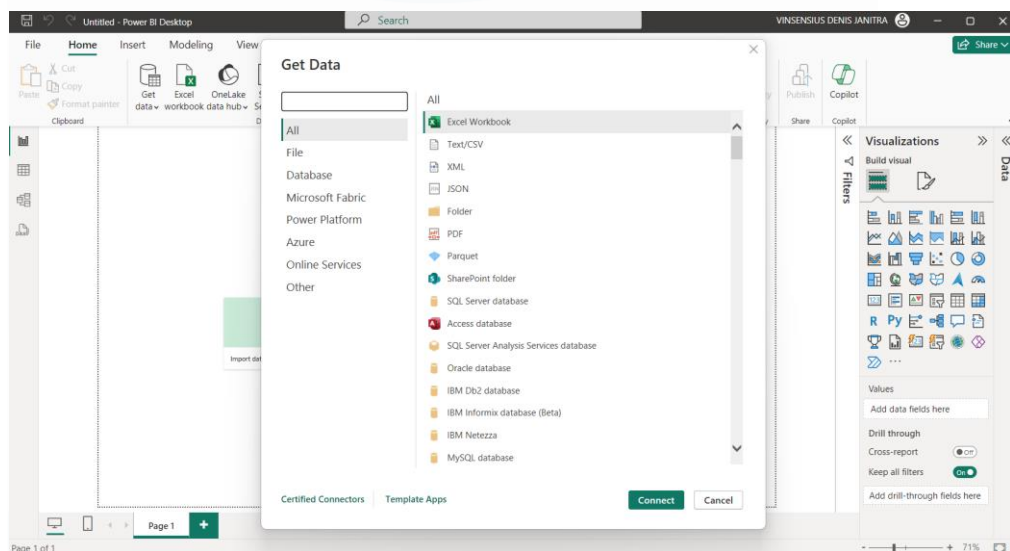 Untitled - Power BI Desktop
Search
VINSENSIUS DENIS JANITRA
File Home Insert Modeling View
Share
Paste
Cut
Copy
Format painter
Clipboard
Get data
Excel workbook
OneLake data hub
Publish
Share
Copilot
Copilot
Get Data
All
File
Database
Microsoft Fabric
Power Platform
Azure
Online Services
Other
All
Excel Workbook
Text/CSV
XML
JSON
Folder
PDF
Parquet
SharePoint folder
SQL Server database
Access database
SQL Server Analysis Services database
Oracle database
IBM Db2 database
IBM Informix database (Beta)
IBM Netezza
MySQL database
Certified Connectors
Template Apps
Connect
Cancel
Import dat
Filters
Visualizations
Data
Build visual
123
R Py
Values
Add data fields here
Drill through
Cross-report
Off
Keep all filters
On
Add drill-through fields here
Page 1
Page 1 of 1
71%